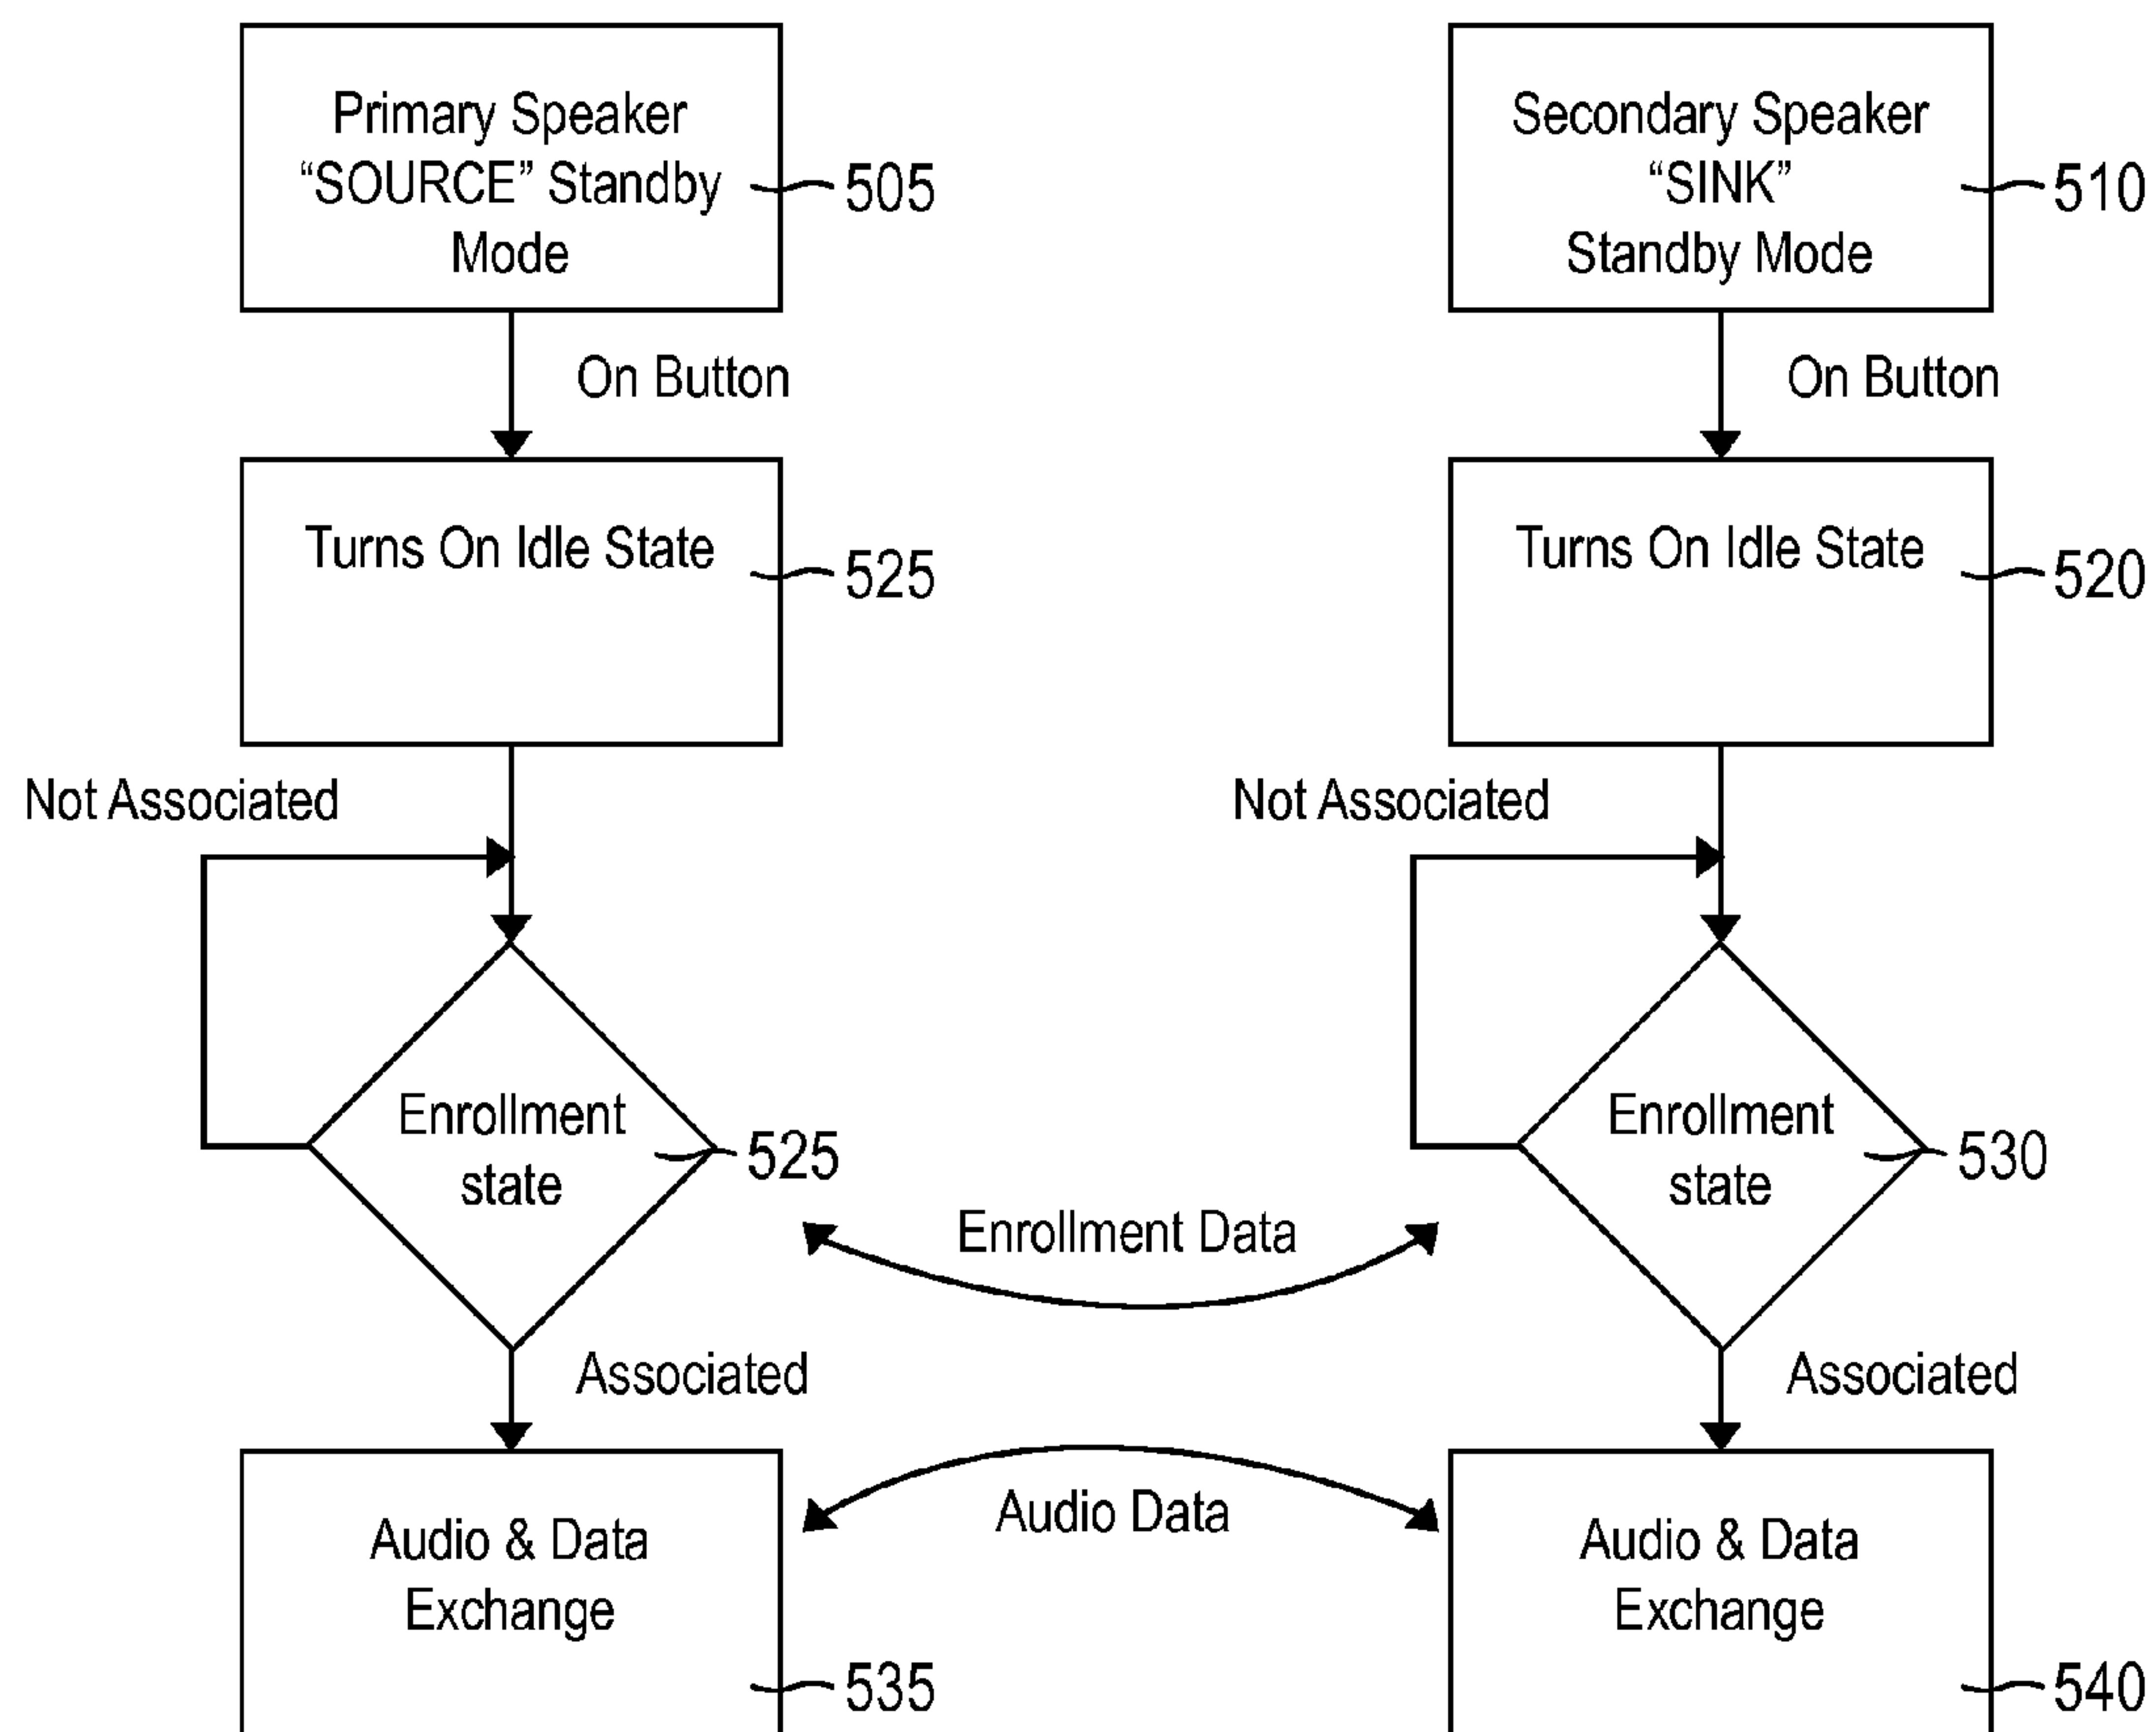 Primary Speaker
“SOURCE” Standby
Mode
505
Secondary Speaker
“SINK”
Standby Mode
510
On Button
On Button
Turns On Idle State
525
Turns On Idle State
520
Not Associated
Not Associated
Enrollment
state
525
Enrollment
state
530
Enrollment Data
Associated
Associated
Audio & Data
Exchange
535
Audio Data
Audio & Data
Exchange
540